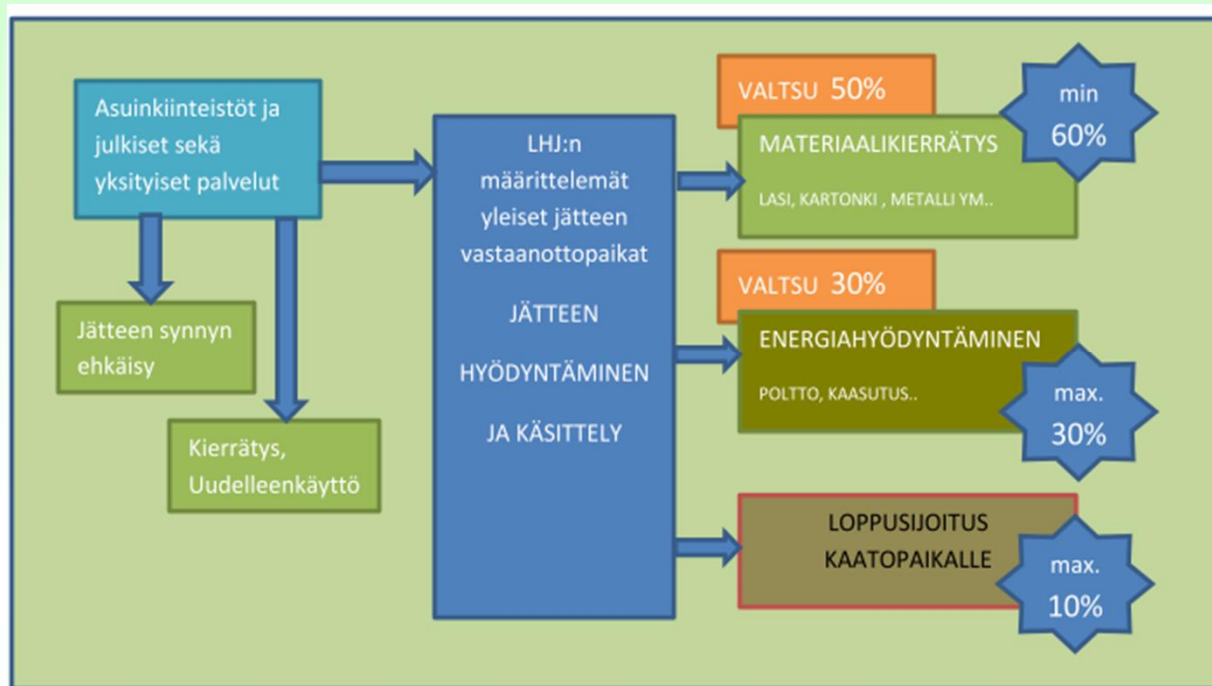 Asuinkiinteistöt ja
julkiset sekä
yksityiset palvelut
Jätteen synnyn
ehkäisy
Kierrätys,
Uudelleenkäyttö
LHJ:n
määrittelemät
yleiset jätteen
vastaanottopaikat
JÄTTEEN
HYÖDYNTÄMINEN
JA KÄSITTELY
VALTSU 50%
min
60%
MATERIAALIKIERRÄTYS
LASI, KARTONKI , METALLI YM..
VALTSU 30%
ENERGIAHYÖDYNTÄMINEN
POLTTO, KAASUTUS..
max.
30%
LOPPUSIJOITUS
KAATOPAIKALLE
max.
10%